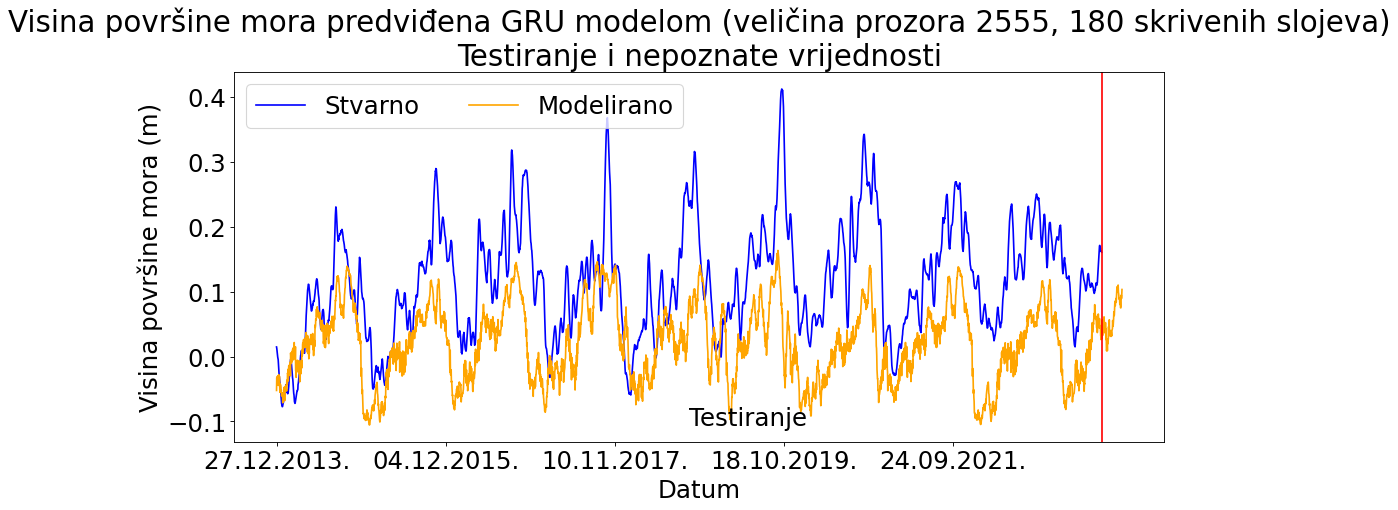 Visina površine mora predviđena GRU modelom (veličina prozora 2555, 180 skrivenih slojeva)
Testiranje i nepoznate vrijednosti
Stvarno
Modelirano
Visina površine mora (m)
0.4
0.3
0.2
0.1
0.0
−0.1
Testiranje
27.12.2013.
04.12.2015.
10.11.2017.
18.10.2019.
24.09.2021.
Datum